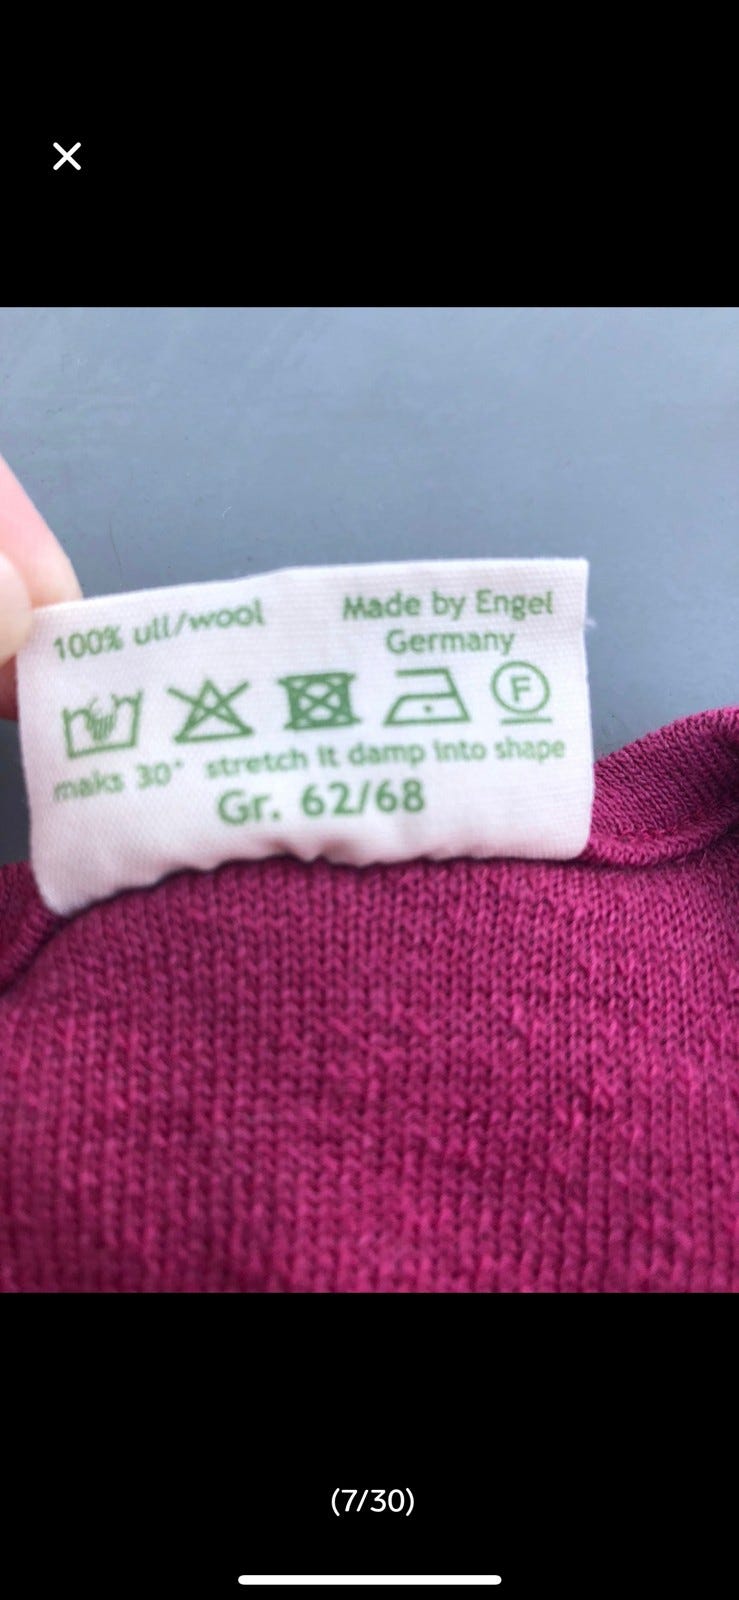 100% ull/wool
Made by Engel
Germany
F
maks 30° stretch it damp into shape
Gr. 62/68
(7/30)